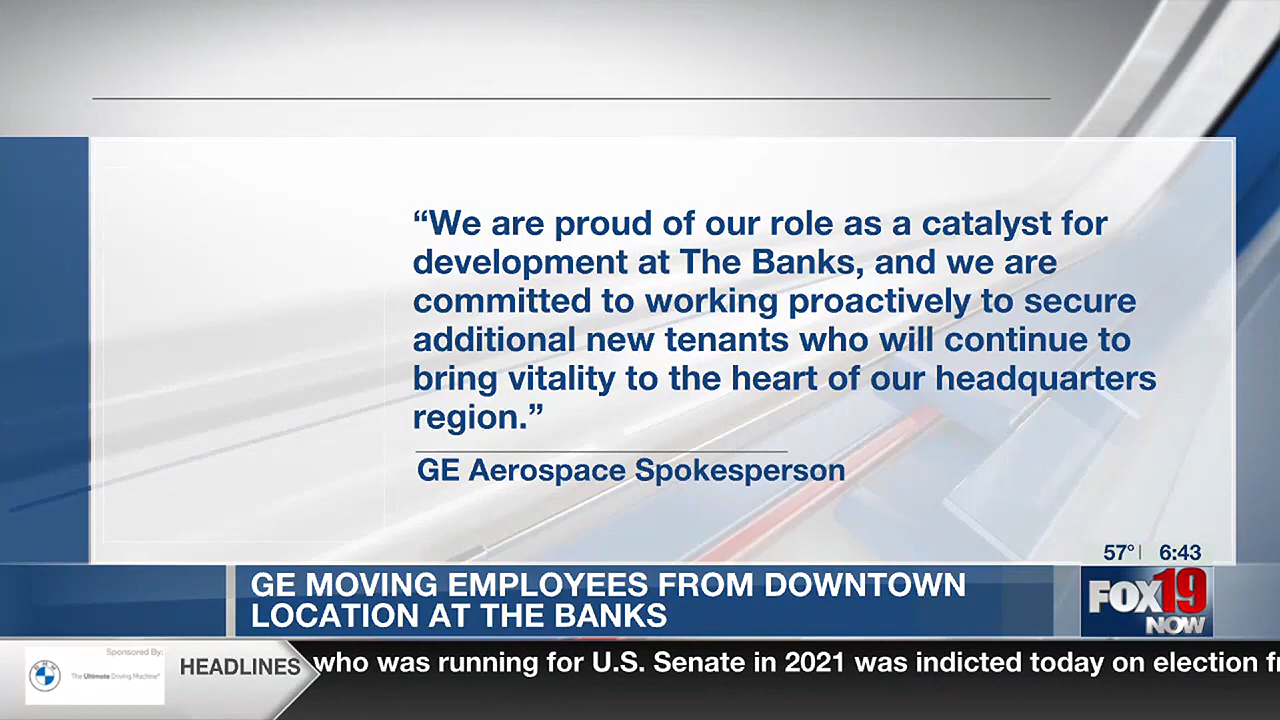 “We are proud of our role as a catalyst for
development at The Banks, and we are
committed to working proactively to secure
additional new tenants who will continue to
bring vitality to the heart of our headquarters
region.”
GE Aerospace Spokesperson
57° 6:43
GE MOVING EMPLOYEES FROM DOWNTOWN
LOCATION AT THE BANKS
FOX19
NOW
Sponsored By:
BMW
The Ultimate Driving Machine®
HEADLINES
who was running for U.S. Senate in 2021 was indicted today on election fr